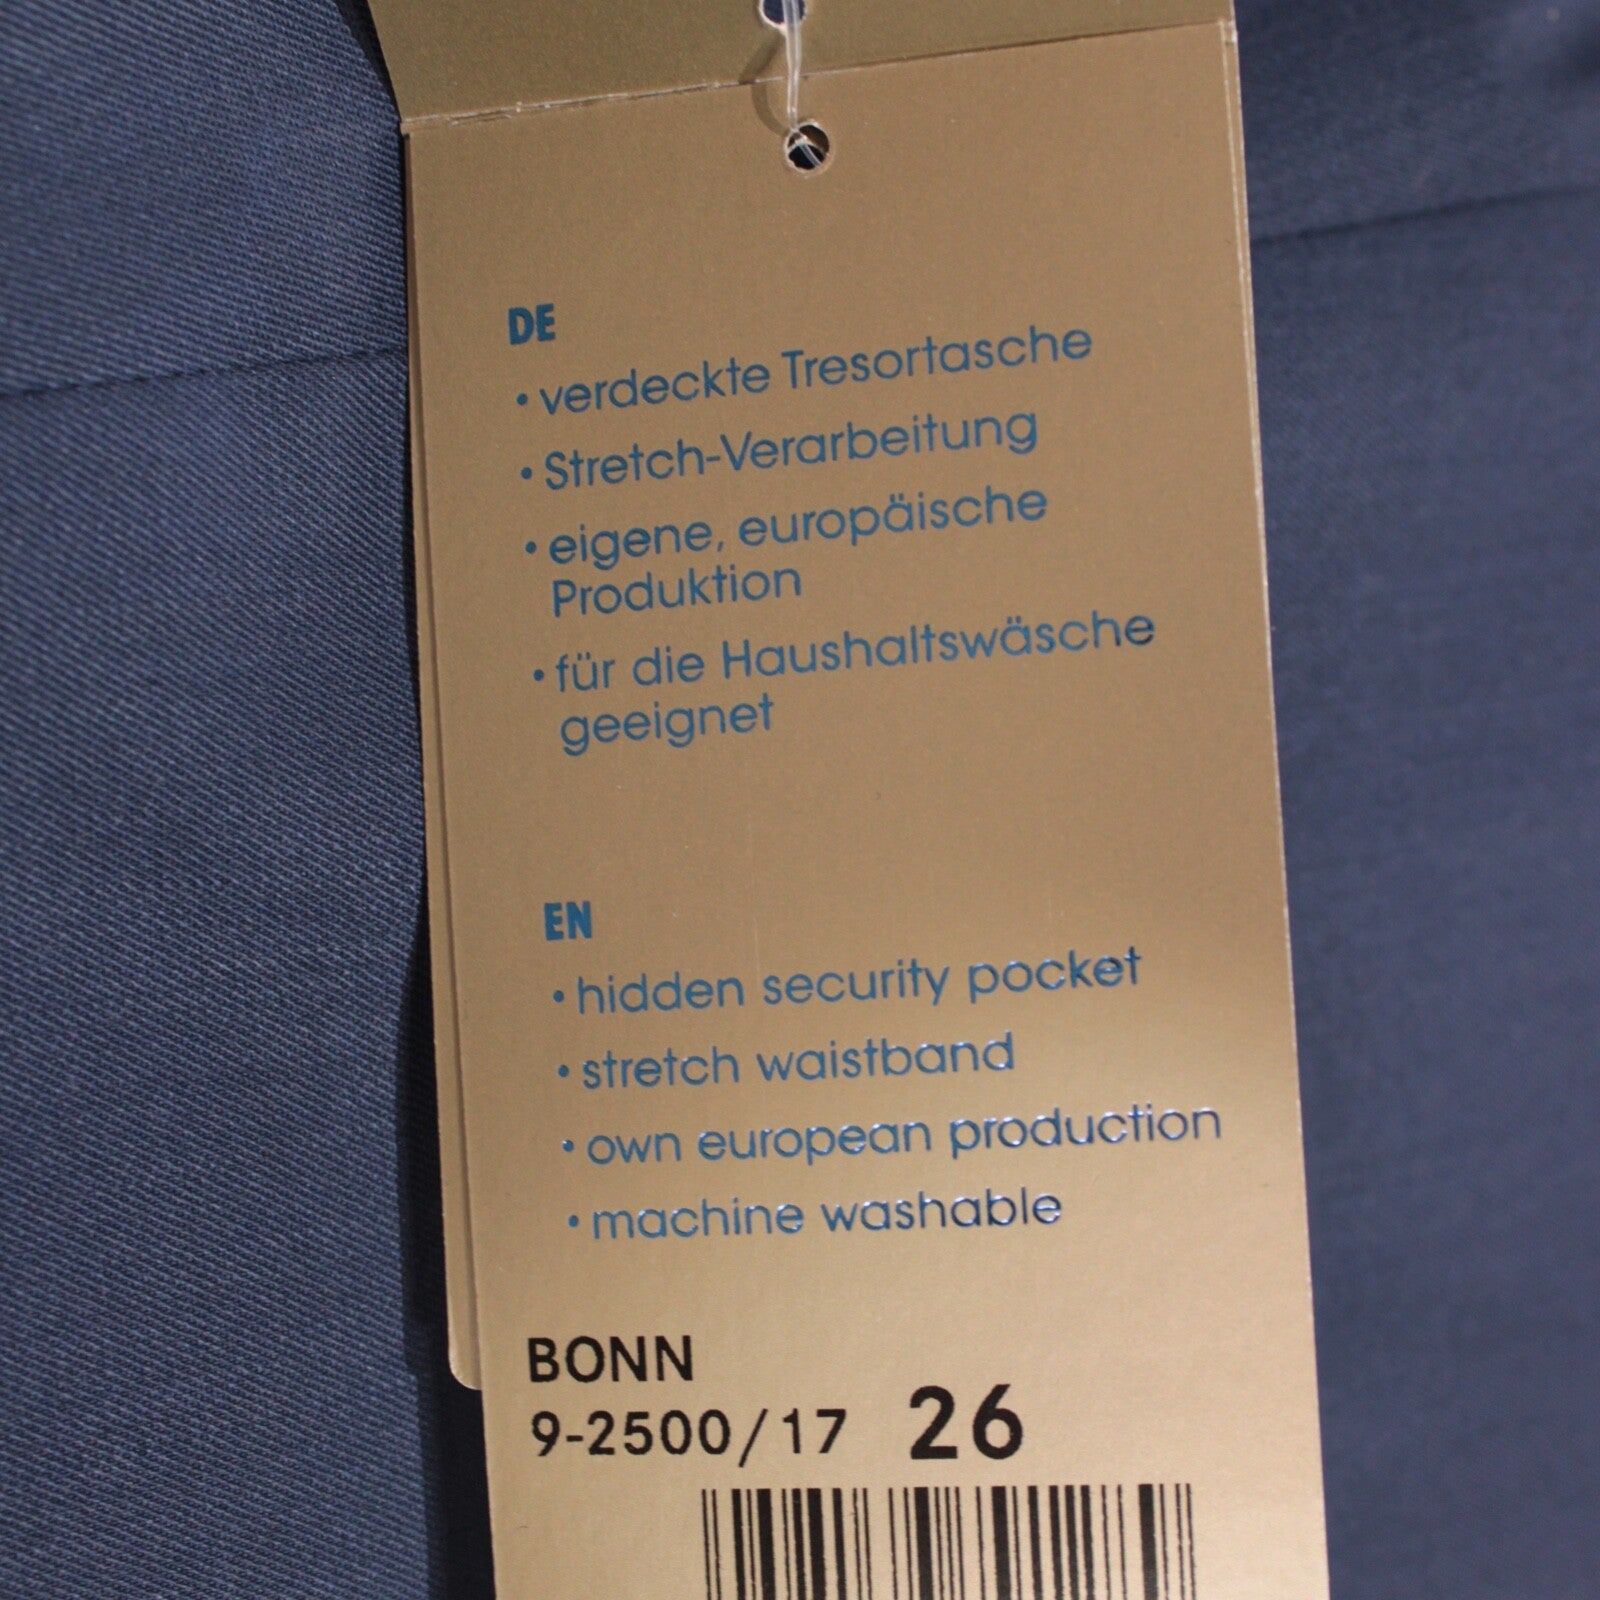 DE
• verdeckte Tresortasche
• Stretch-Verarbeitung
• eigene, europäische
Produktion
• für die Haushaltswäsche
geeignet
EN
• hidden security pocket
• stretch waistband
• own european production
• machine washable
BONN
9-2500/17 26